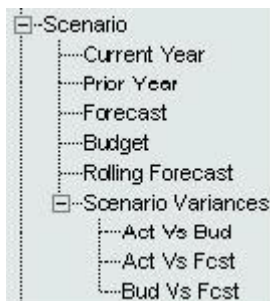 Scenario
Current Year
Prior Year
Forecast
Budget
Rolling Forecast
Scenario Variances
Act Vs Bud
Act Vs Fcst
Bud Vs Fcst